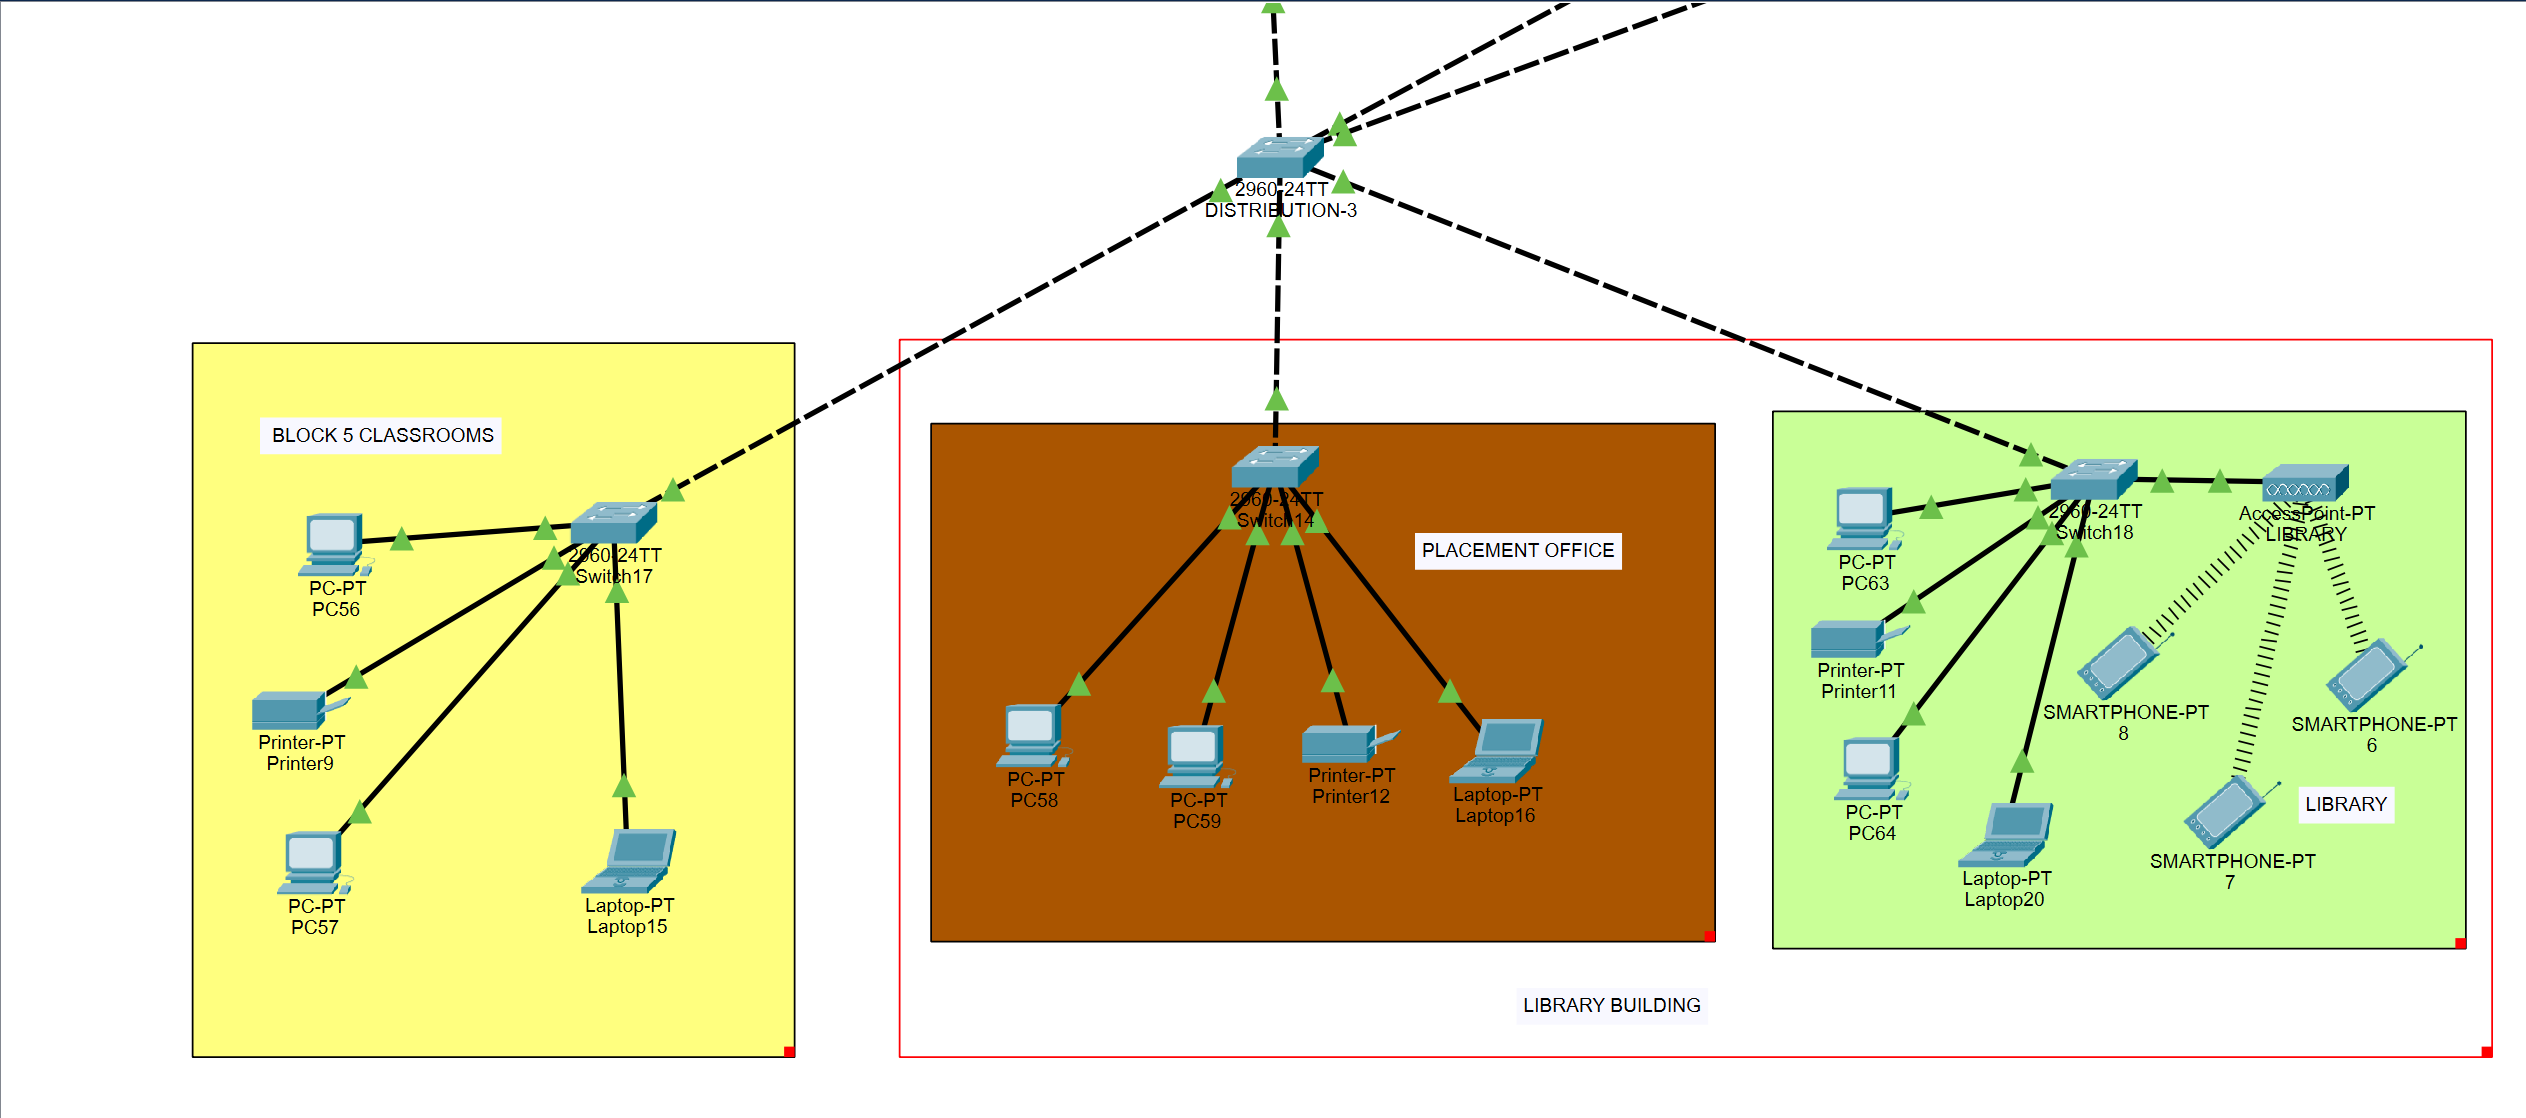 2960-24TT
DISTRIBUTION-3
BLOCK 5 CLASSROOMS
2960-24TT
Switch17
PC-PT
PC56
Printer-PT
Printer9
PC-PT
PC57
Laptop-PT
Laptop15
2960-24TT
Switch14
PLACEMENT OFFICE
PC-PT
PC58
PC-PT
PC59
Printer-PT
Printer12
Laptop-PT
Laptop16
2960-24TT
Switch18
AccessPoint-PT
LIBRARY
PC-PT
PC63
Printer-PT
Printer11
SMARTPHONE-PT
8
SMARTPHONE-PT
6
PC-PT
PC64
LIBRARY
SMARTPHONE-PT
7
Laptop-PT
Laptop20
LIBRARY BUILDING